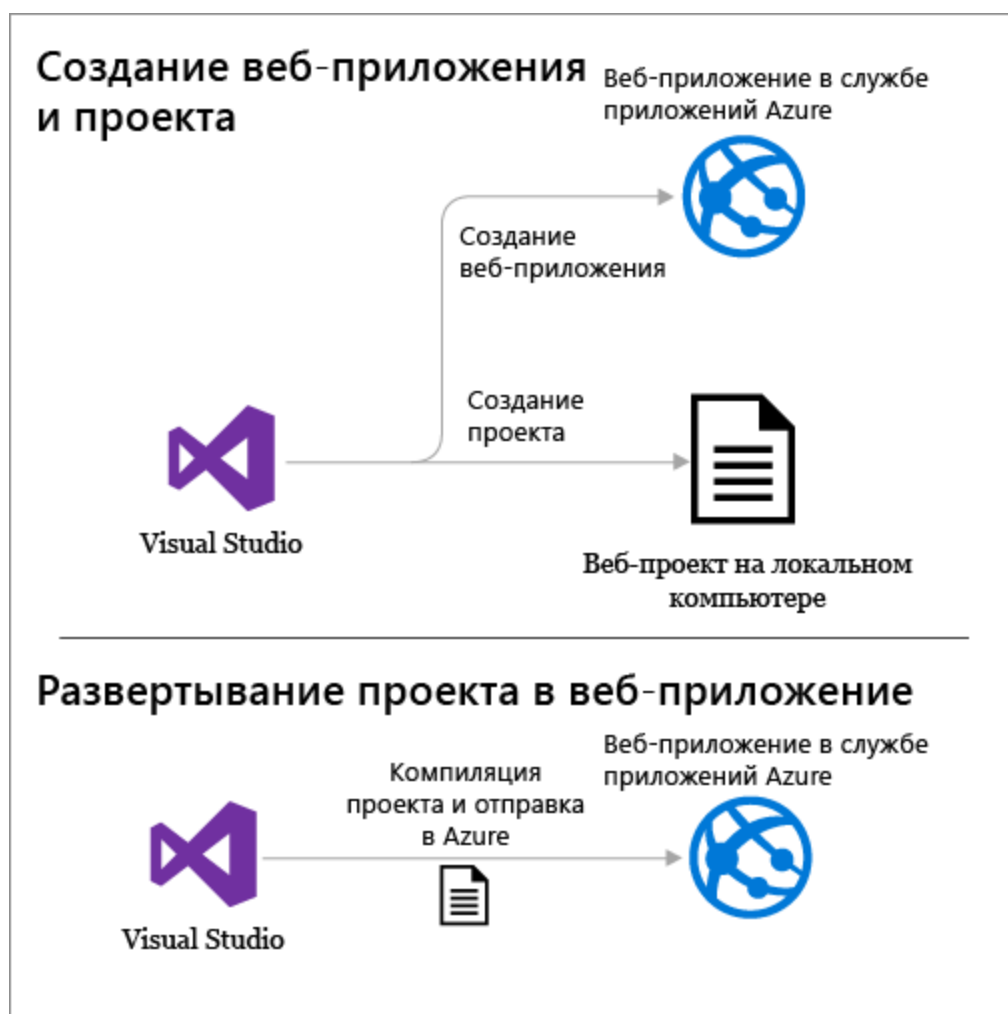 Создание веб-приложения
и проекта
Веб-приложение в службе
приложений Azure
Создание
веб-приложения
Создание
проекта
Visual Studio
Веб-проект на локальном
компьютере
Развертывание проекта в веб-приложение
Веб-приложение в службе
приложений Azure
Компиляция
проекта и отправка
в Azure
Visual Studio